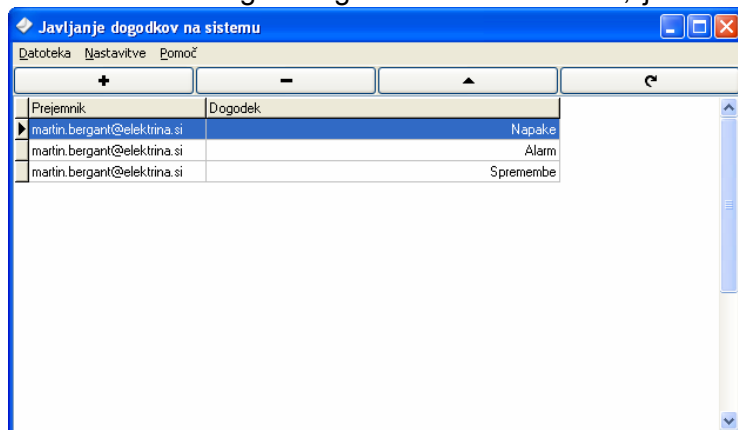 Javljanje dogodkov na sistemu
Datoteka Nastavitve Pomoč
Prejemnik Dogodek
martin.bergant@elektrina.si Napake
martin.bergant@elektrina.si Alarm
martin.bergant@elektrina.si Spremembe